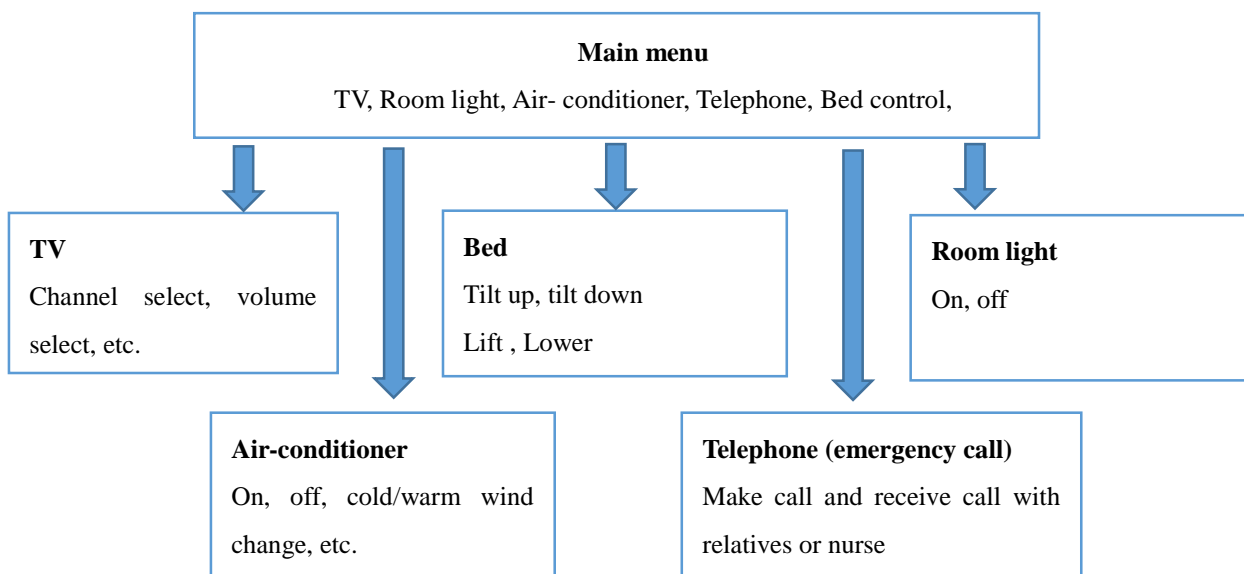 Main menu
TV, Room light, Air- conditioner, Telephone, Bed control,
TV
Channel select, volume
select, etc.
Bed
Tilt up, tilt down
Lift , Lower
Room light
On, off
Air-conditioner
On, off, cold/warm wind
change, etc.
Telephone (emergency call)
Make call and receive call with
relatives or nurse